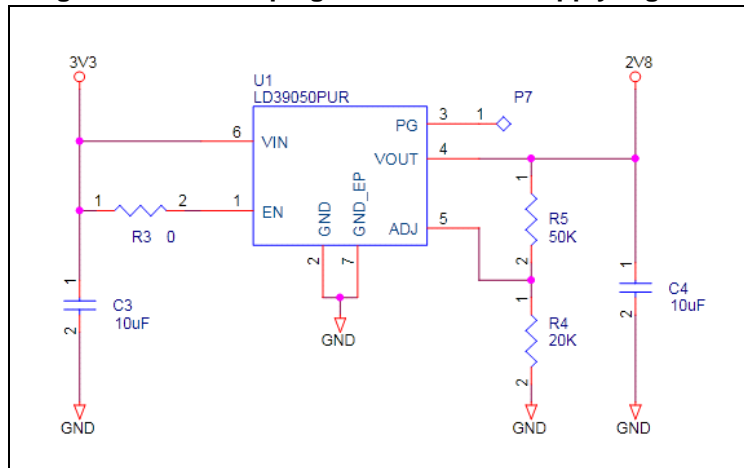 3V3
2V8
U1
LD39050PUR
P7
PG 3 1
6 VIN
VOUT 4
1 2 1 EN
R3 0
GND
GND_EP
ADJ 5
2
7
GND
1
R5
50K
2
1
R4
20K
2
1
C3
10uF
2
1
C4
10uF
2
GND
GND
GND